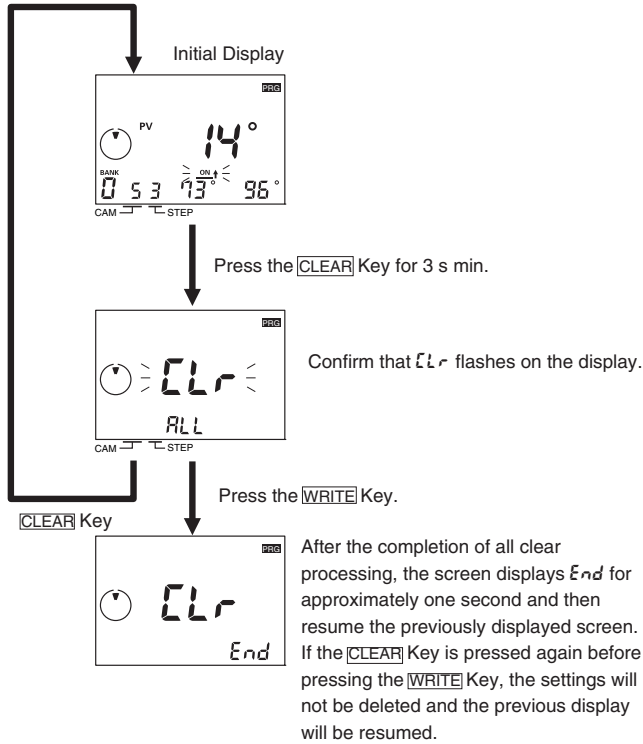 Initial Display
PRG
PV
14°
BANK
ON
0 5 3 73° 96°
CAM STEP
Press the CLEAR Key for 3 s min.
PRG
CLr
Confirm that CLr flashes on the display.
ALL
CAM STEP
Press the WRITE Key.
CLEAR Key
PRG
CLr
End
After the completion of all clear
processing, the screen displays End for
approximately one second and then
resume the previously displayed screen.
If the CLEAR Key is pressed again before
pressing the WRITE Key, the settings will
not be deleted and the previous display
will be resumed.